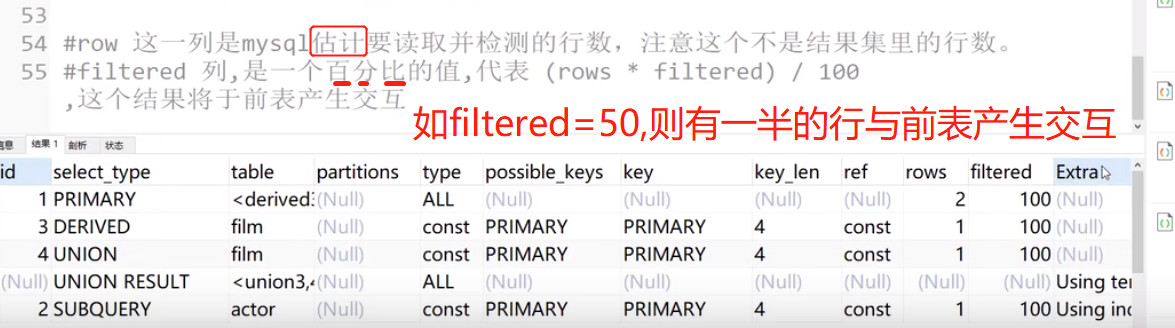 53
54 #row 这一列是mysql估计要读取并检测的行数，注意这个不是结果集里的行数。
55 #filtered 列,是一个百分比的值,代表 (rows * filtered) / 100
,这个结果将于前表产生交互
如filtered=50,则有一半的行与前表产生交互
信息 结果 1 剖析 状态
id select_type table partitions type possible_keys key key_len ref rows filtered Extra
1 PRIMARY <derived3 (Null) ALL (Null) (Null) (Null) (Null) 2 100 (Null)
3 DERIVED film (Null) const PRIMARY PRIMARY 4 const 1 100 (Null)
4 UNION film (Null) const PRIMARY PRIMARY 4 const 1 100 (Null)
(Null) UNION RESULT <union3,4 (Null) ALL (Null) (Null) (Null) (Null) (Null) (Null) Using te
2 SUBQUERY actor (Null) const PRIMARY PRIMARY 4 const 1 100 Using ind